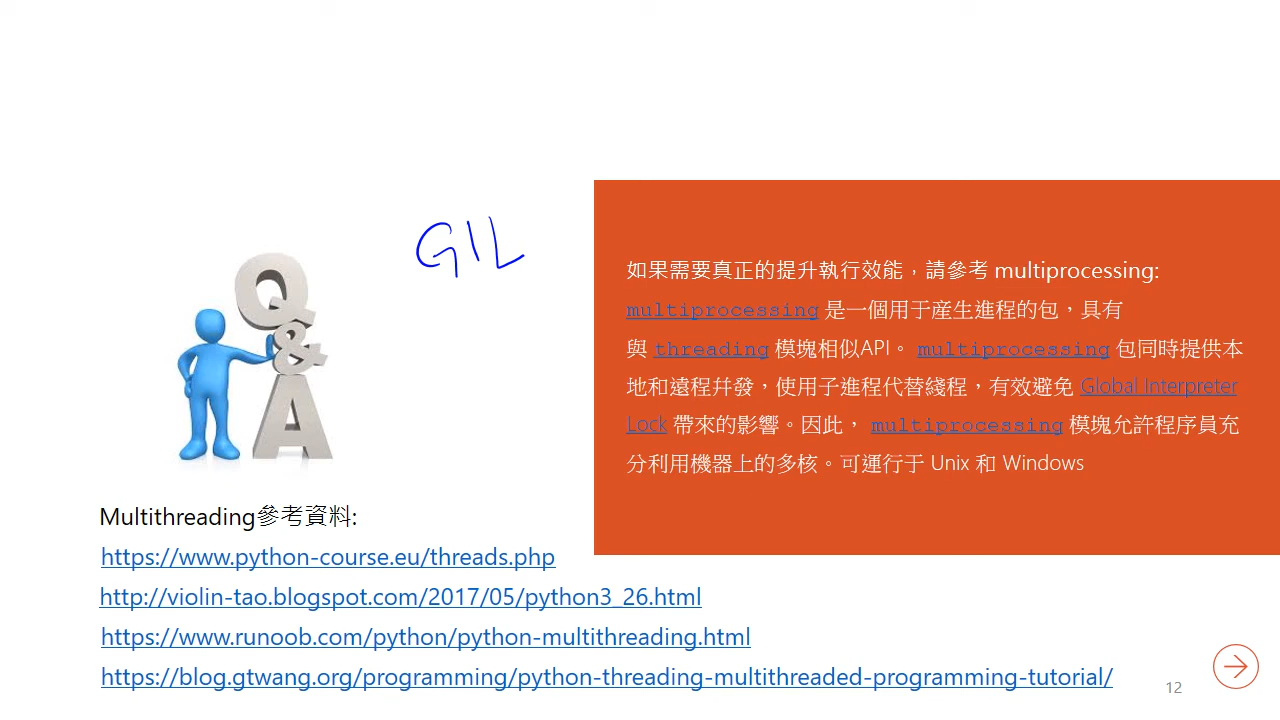 GIL
Q
&
A
如果需要真正的提升執行效能，請參考 multiprocessing:
multiprocessing 是一個用于産生進程的包，具有
與 threading 模塊相似API。 multiprocessing 包同時提供本
地和遠程幷發，使用子進程代替綫程，有效避免 Global Interpreter
Lock 帶來的影響。因此， multiprocessing 模塊允許程序員充
分利用機器上的多核。可運行于 Unix 和 Windows
Multithreading參考資料:
https://www.python-course.eu/threads.php
http://violin-tao.blogspot.com/2017/05/python3_26.html
https://www.runoob.com/python/python-multithreading.html
https://blog.gtwang.org/programming/python-threading-multithreaded-programming-tutorial/
12